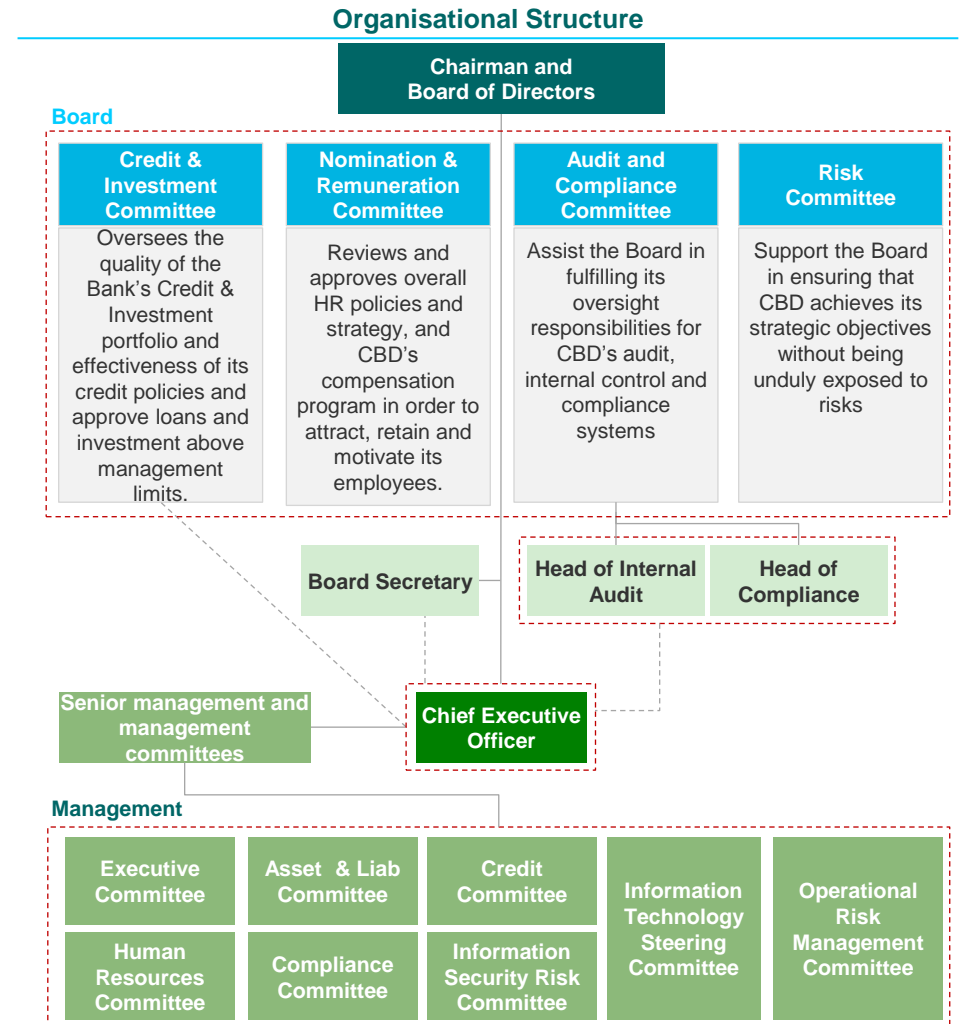 Organisational Structure
Chairman and
Board of Directors
Board
Credit &
Investment
Committee
Oversees the
quality of the
Bank's Credit &
Investment
portfolio and
effectiveness of its
credit policies and
approve loans and
investment above
management
limits.
Nomination &
Remuneration
Committee
Reviews and
approves overall
HR policies and
strategy, and
CBD's
compensation
program in order to
attract, retain and
motivate its
employees.
Audit and
Compliance
Committee
Assist the Board in
fulfilling its
oversight
responsibilities for
CBD's audit,
internal control and
compliance
systems
Risk
Committee
Support the Board
in ensuring that
CBD achieves its
strategic objectives
without being
unduly exposed to
risks
Board Secretary
Head of Internal
Audit
Head of
Compliance
Senior management and
management
committees
Chief Executive
Officer
Management
Executive
Committee
Asset & Liab
Committee
Credit
Committee
Information
Technology
Steering
Committee
Operational
Risk
Management
Committee
Human
Resources
Committee
Compliance
Committee
Information
Security Risk
Committee